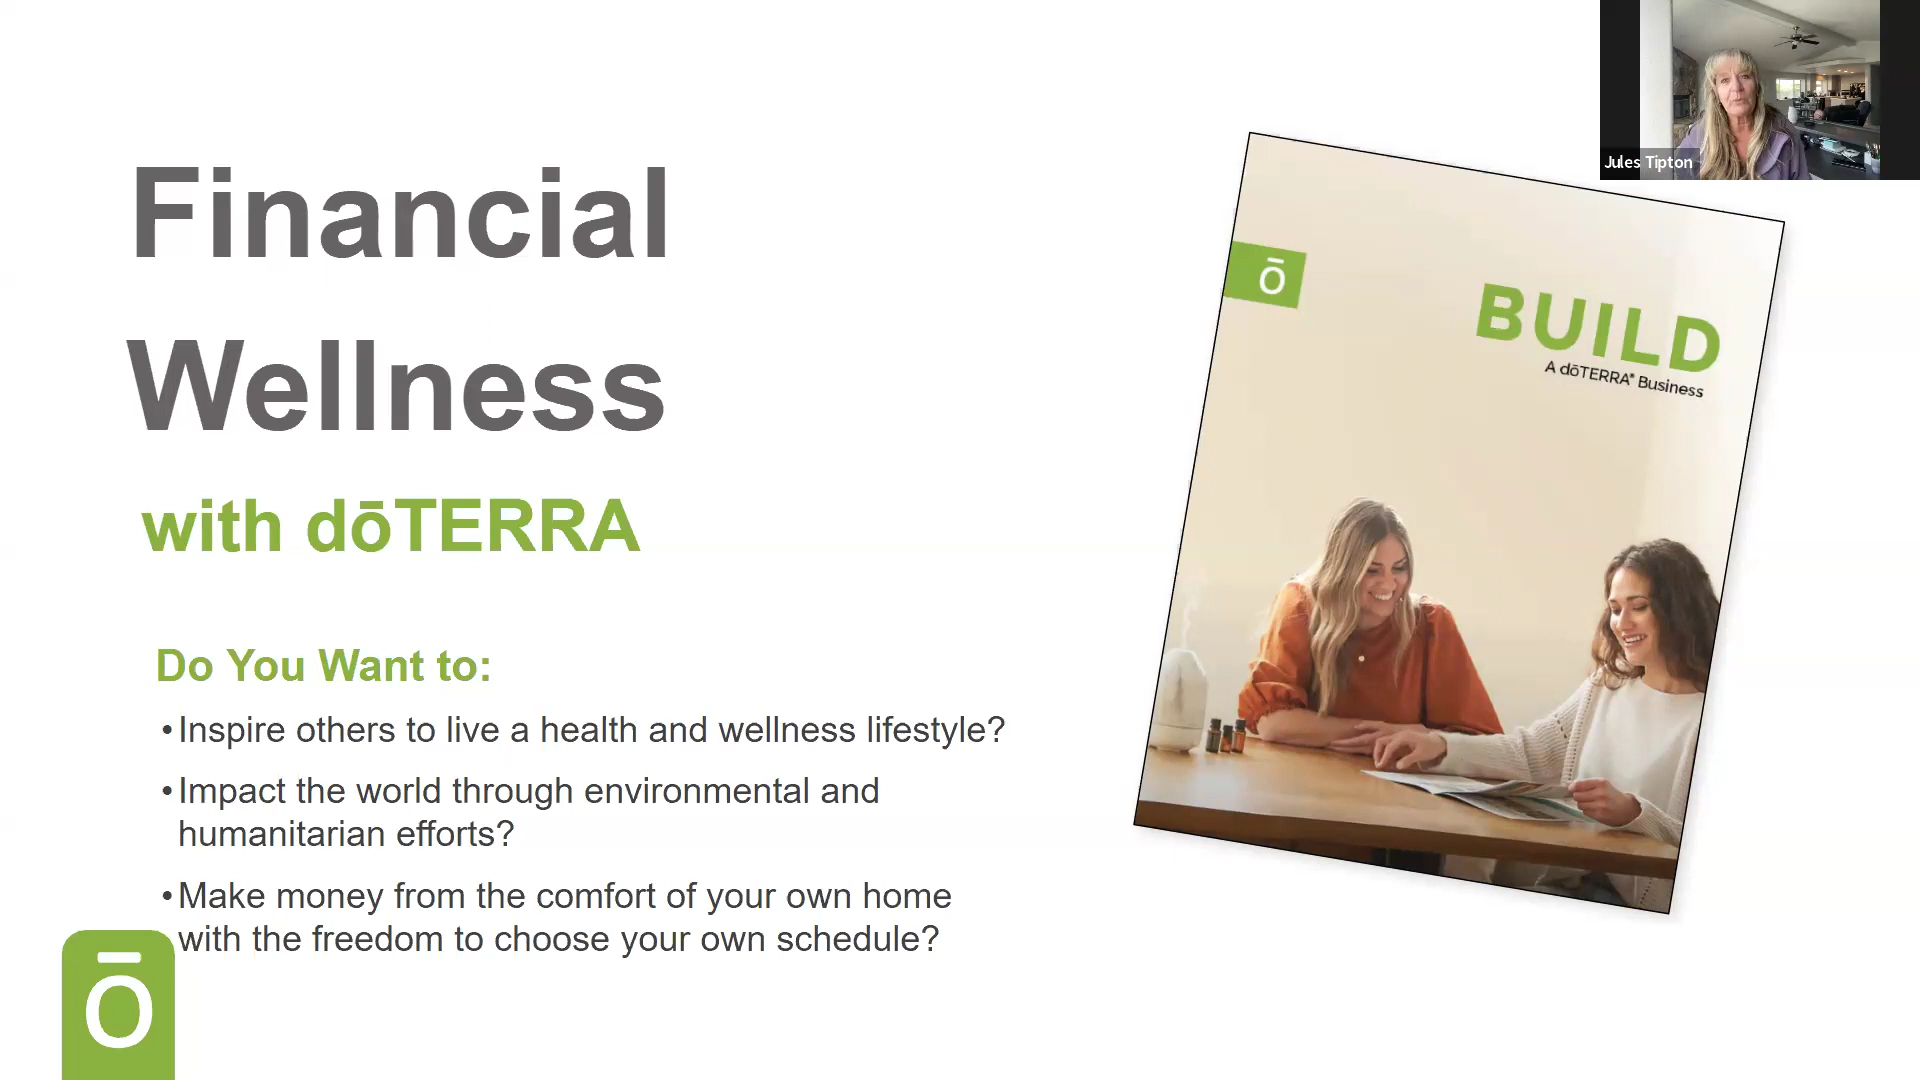 Financial
Wellness
with dōTERRA
Do You Want to:
•Inspire others to live a health and wellness lifestyle?
•Impact the world through environmental and
humanitarian efforts?
•Make money from the comfort of your own home
with the freedom to choose your own schedule?
ō
ō
BUILD
A dōTERRA® Business
Jules Tipton